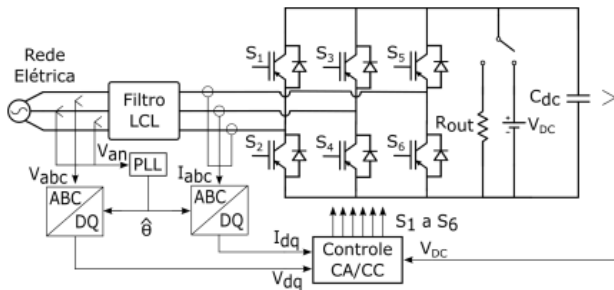 Rede
Elétrica
Filtro
LCL
S1
S3
S5
S2
S4
S6
Rout
VDC
Cdc
Van
PLL
Vabc
Iabc
ABC
DQ
θ̂
ABC
DQ
S1 a S6
Idq
Vdq
Controle
CA/CC
VDC